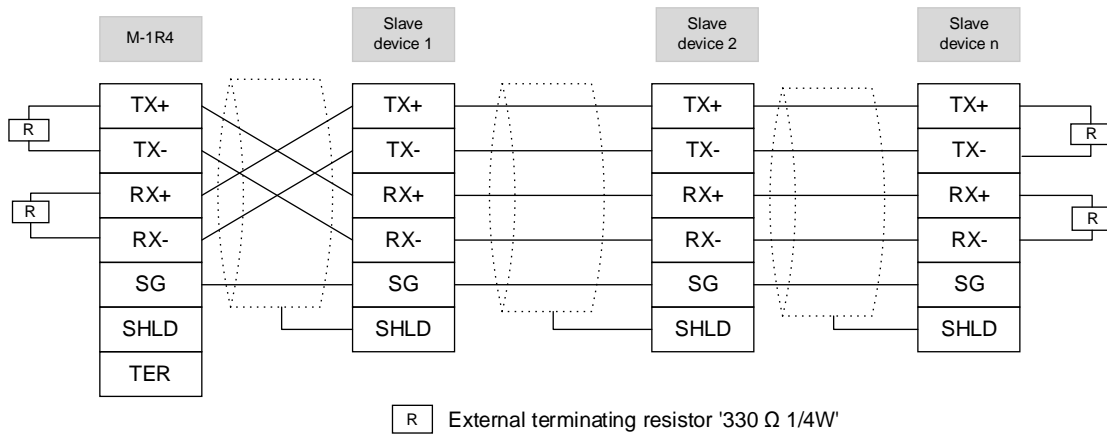 M-1R4
Slave
device 1
Slave
device 2
Slave
device n
TX+
TX+
TX+
TX+
R
R
TX-
TX-
TX-
TX-
RX+
RX+
RX+
RX+
R
R
RX-
RX-
RX-
RX-
SG
SG
SG
SG
SHLD
SHLD
SHLD
SHLD
TER
R External terminating resistor '330 Ω 1/4W'